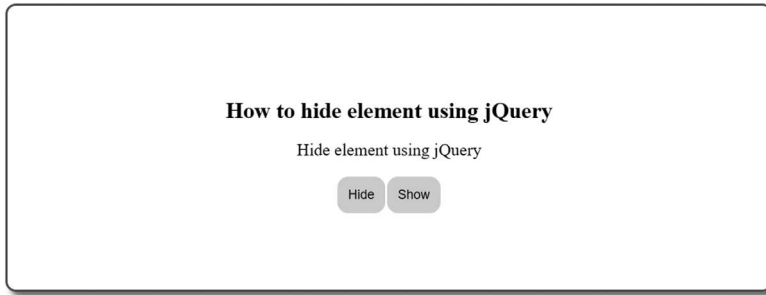 How to hide element using jQuery
Hide element using jQuery
Hide Show